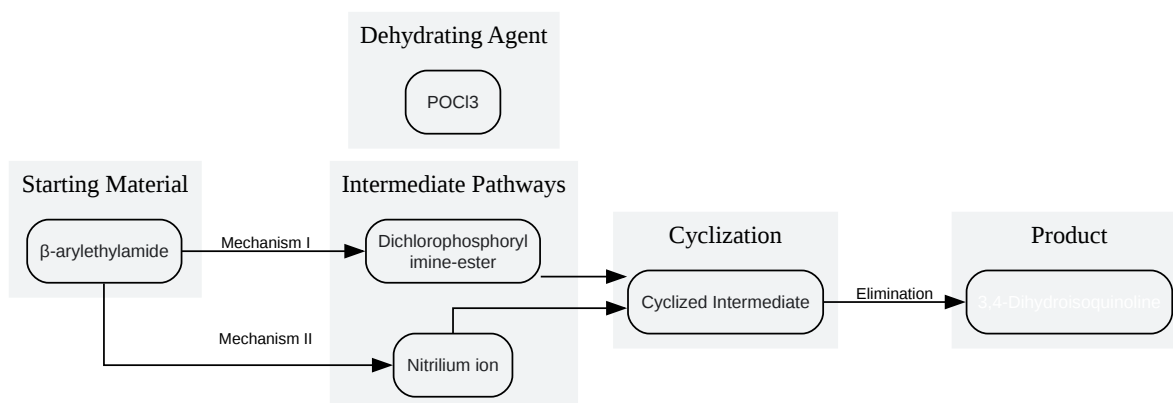 Dehydrating Agent
POCl3
Starting Material
β-arylethylamide
Mechanism I
Mechanism II
Intermediate Pathways
Dichlorophosphoryl
imine-ester
Nitrilium ion
Cyclization
Cyclized Intermediate
Elimination
Product
3,4-Dihydroisoquinoline